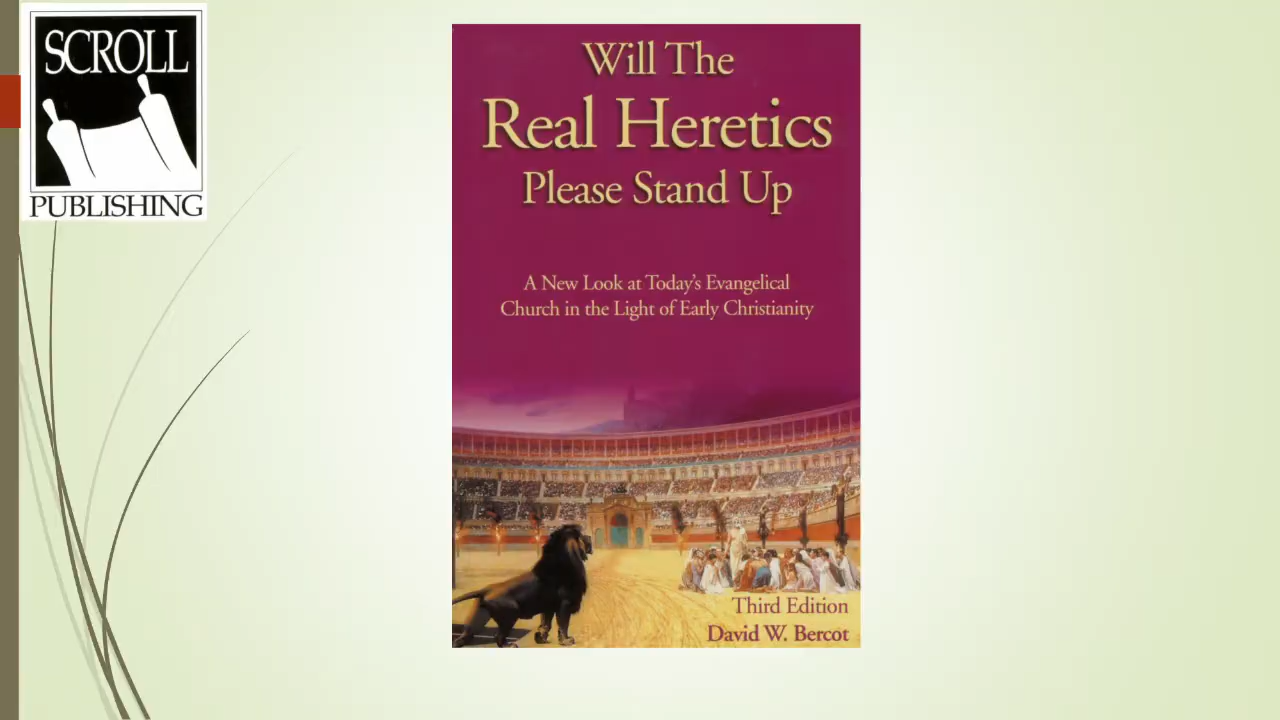 SCROLL
PUBLISHING
Will The
Real Heretics
Please Stand Up
A New Look at Today's Evangelical
Church in the Light of Early Christianity
Third Edition
David W. Bercot